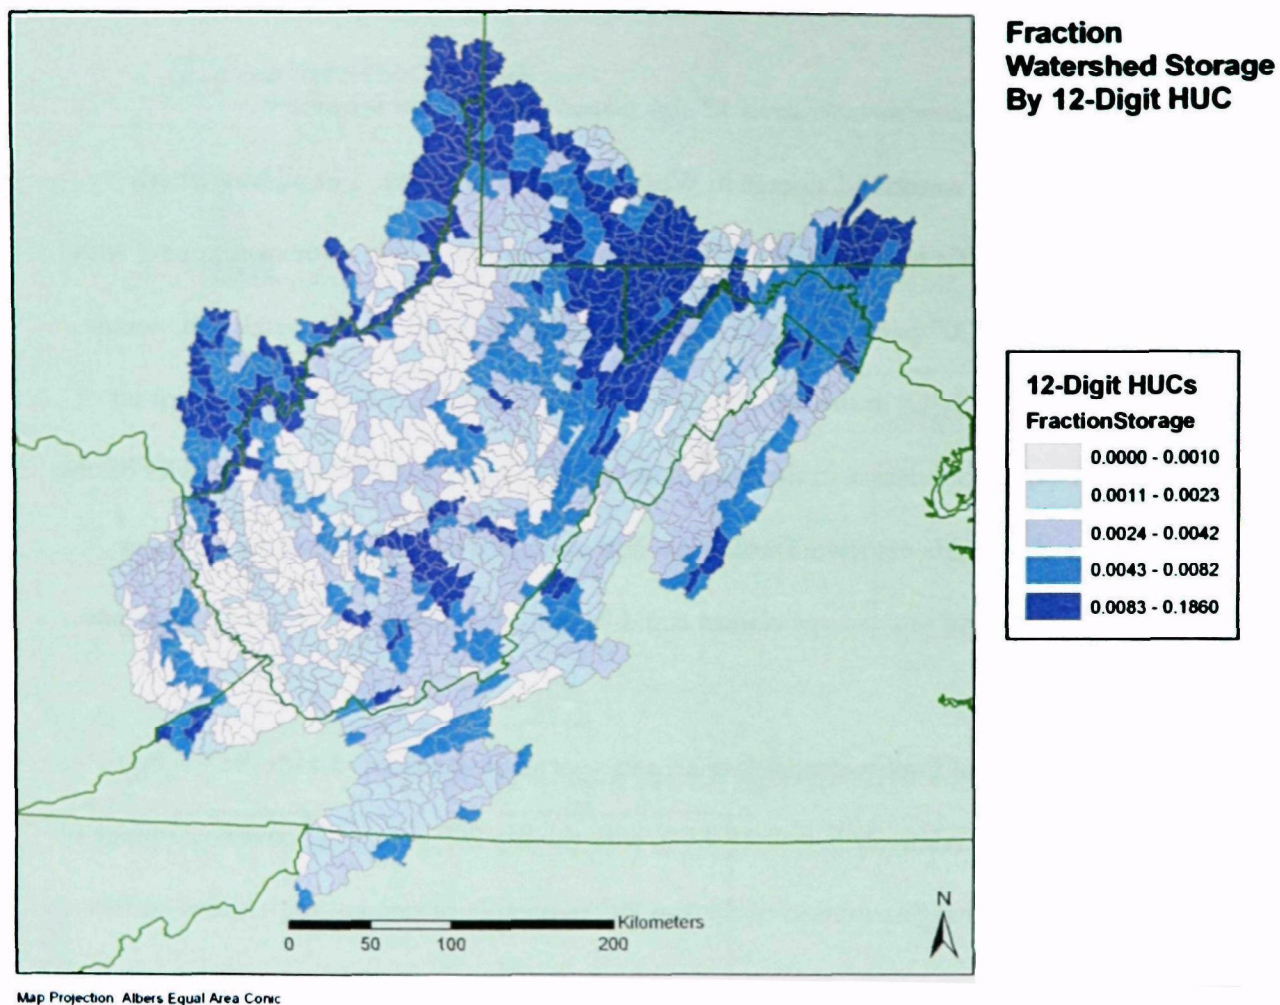 Fraction
Watershed Storage
By 12-Digit HUC
12-Digit HUCs
FractionStorage
0.0000 - 0.0010
0.0011 - 0.0023
0.0024 - 0.0042
0.0043 - 0.0082
0.0083 - 0.1860
N
Kilometers
0 50 100 200
Map Projection Albers Equal Area Conic